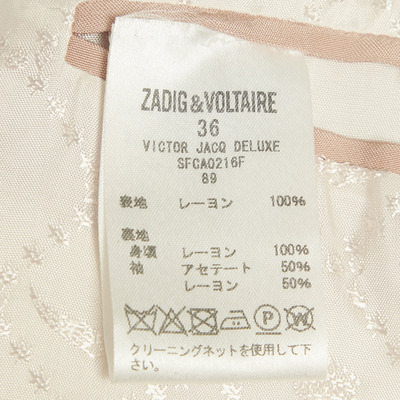 ZADIG & VOLTAIRE
36
VICTOR JACQ DELUXE
SFCA0216F
89
表地 レーヨン 100%
裏地
身頃 レーヨン 100%
袖 アセテート 50%
レーヨン 50%
P
クリーニングネットを使用して下
さい。